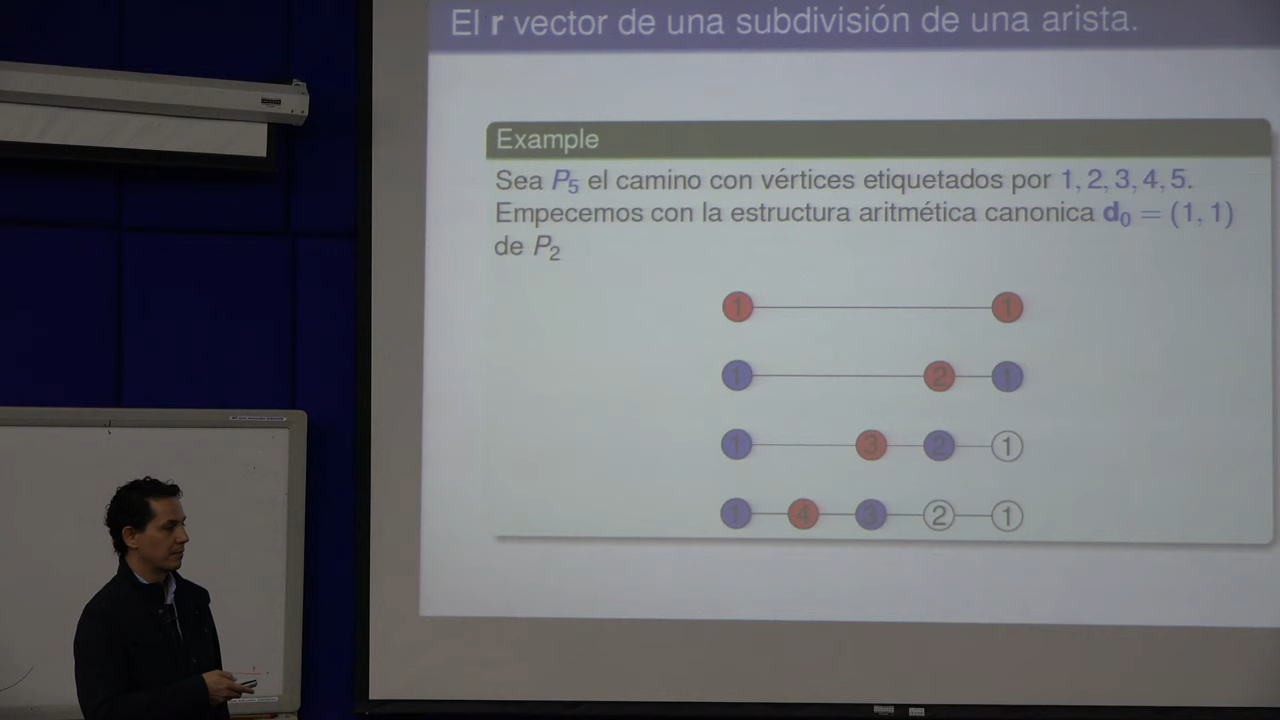 El r vector de una subdivisión de una arista.
Example
Sea P5 el camino con vértices etiquetados por 1, 2, 3, 4, 5.
Empecemos con la estructura aritmética canonica d0 = (1, 1)
de P2
1 1
1 2 1
1 3 2 1
1 4 3 2 1